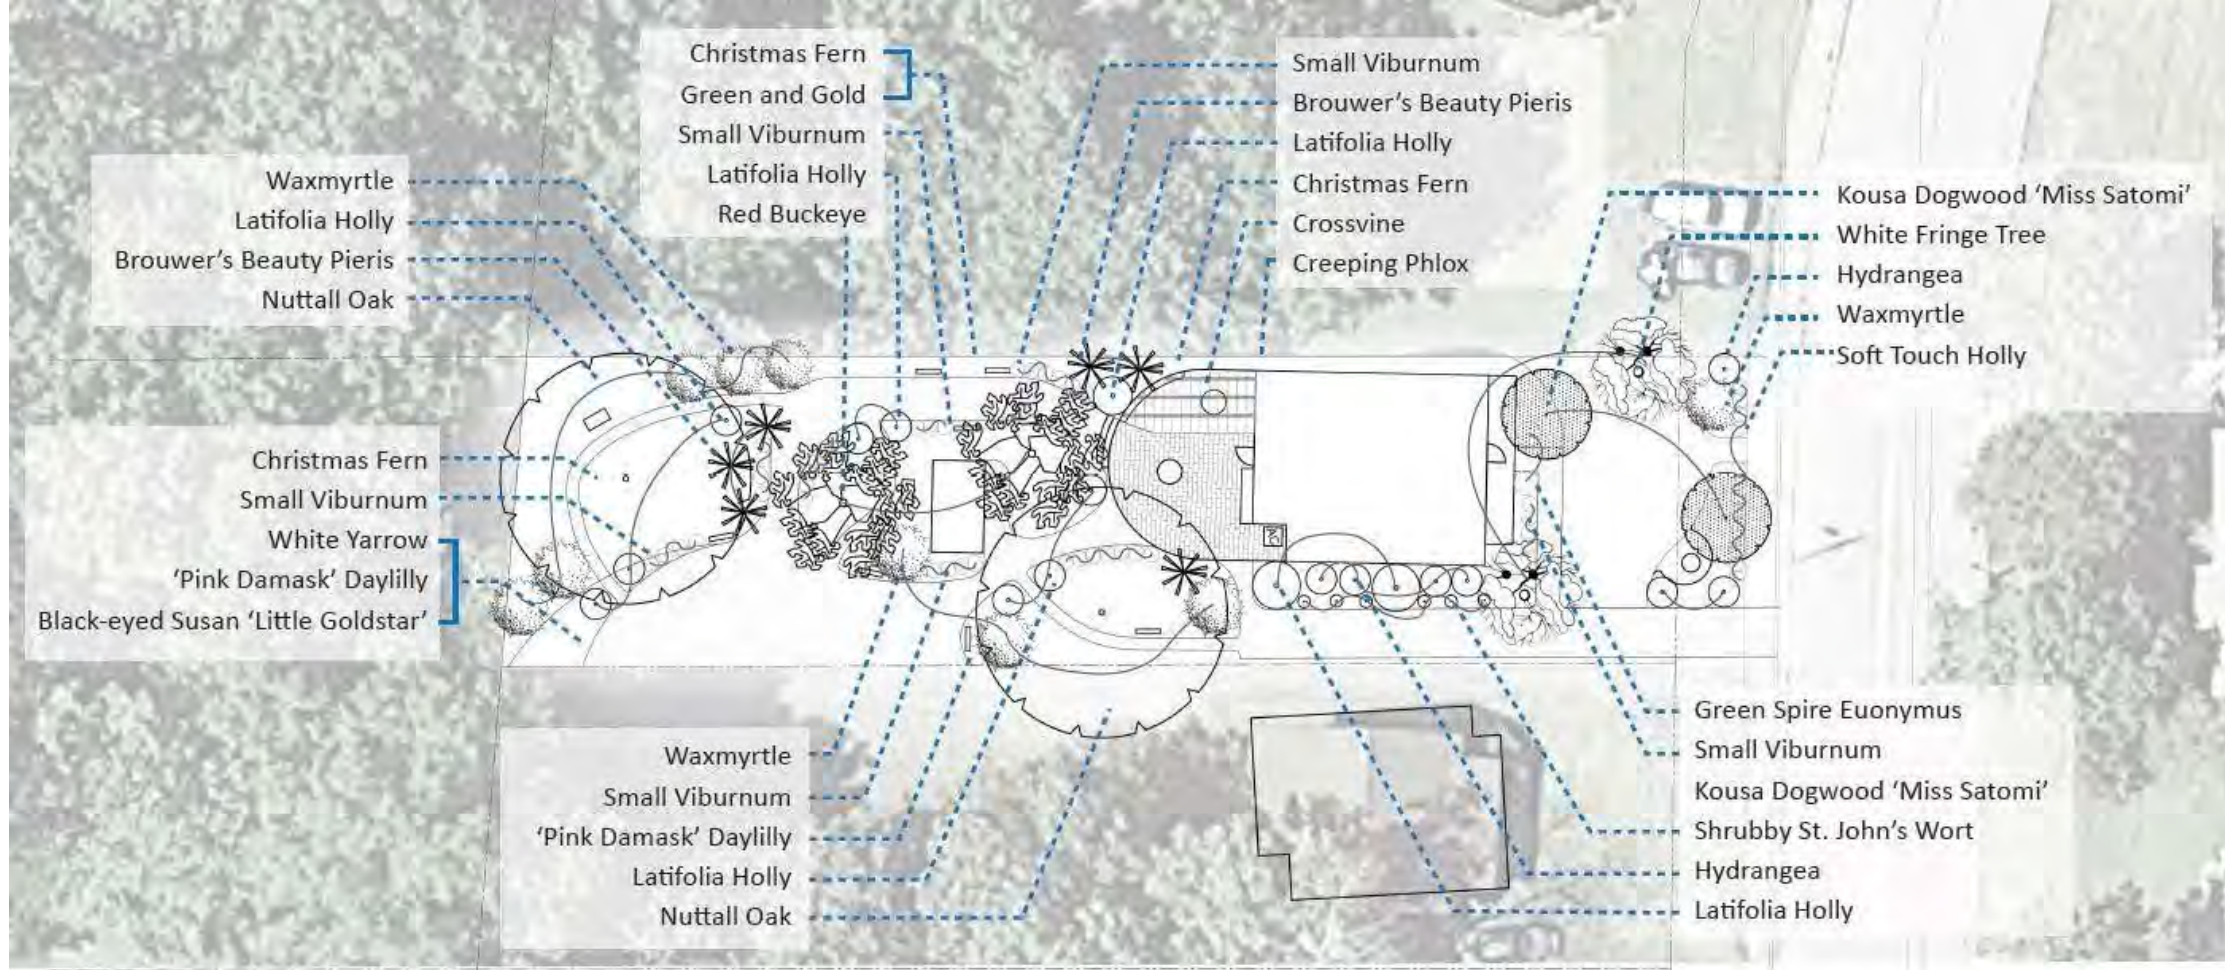 Christmas Fern
Green and Gold
Small Viburnum
Latifolia Holly
Red Buckeye
Small Viburnum
Brouwer's Beauty Pieris
Latifolia Holly
Christmas Fern
Crossvine
Creeping Phlox
Waxmyrtle
Latifolia Holly
Brouwer's Beauty Pieris
Nuttall Oak
Kousa Dogwood 'Miss Satomi'
White Fringe Tree
Hydrangea
Waxmyrtle
Soft Touch Holly
Christmas Fern
Small Viburnum
White Yarrow
'Pink Damask' Daylilly
Black-eyed Susan 'Little Goldstar'
Waxmyrtle
Small Viburnum
'Pink Damask' Daylilly
Latifolia Holly
Nuttall Oak
Green Spire Euonymus
Small Viburnum
Kousa Dogwood 'Miss Satomi'
Shrubby St. John's Wort
Hydrangea
Latifolia Holly